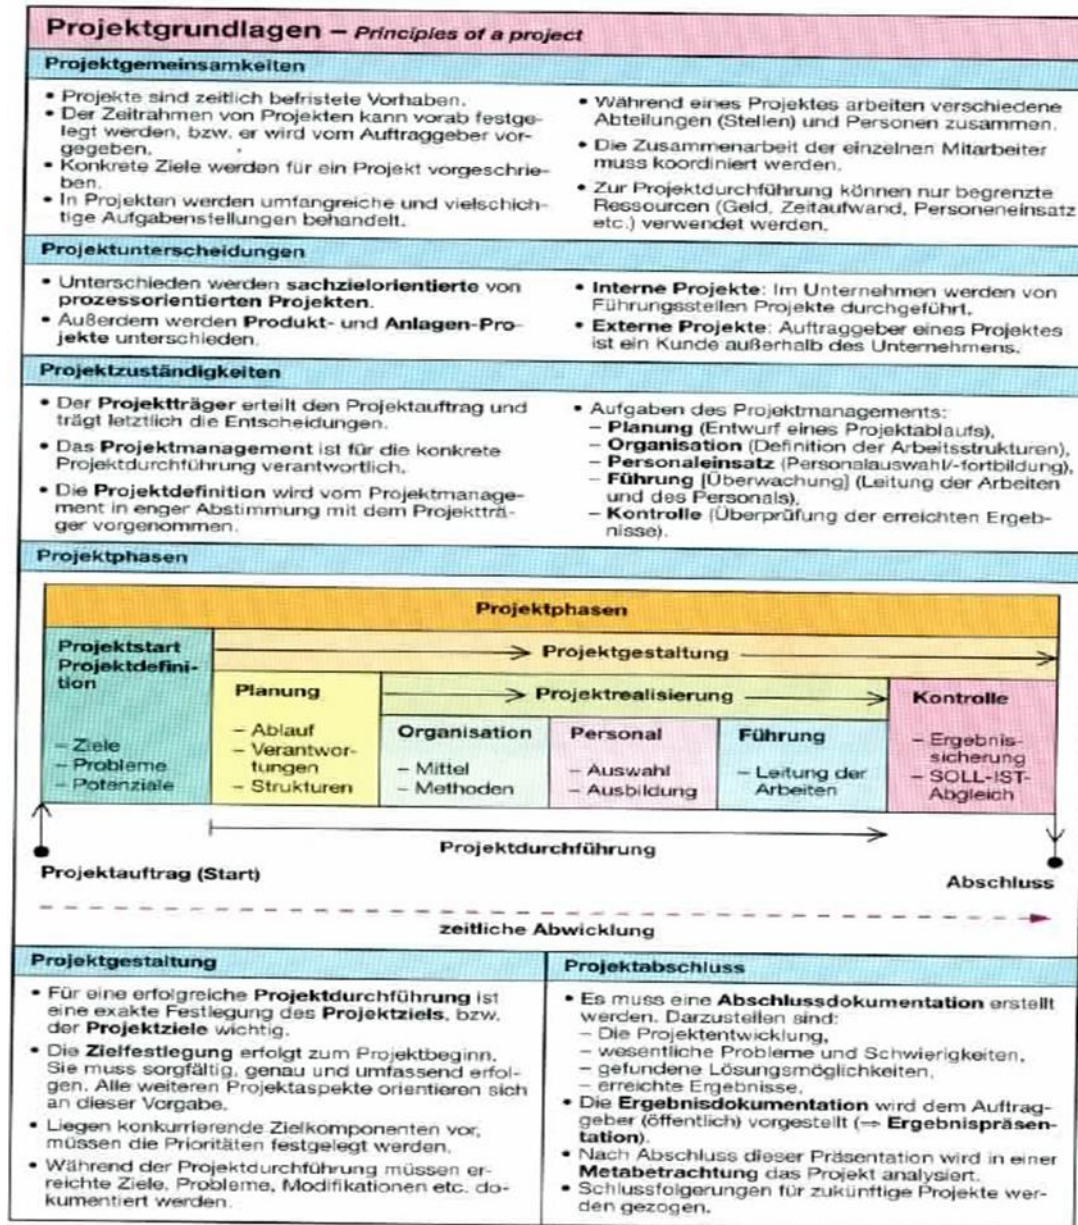 Projektgrundlagen – Principles of a project
Projektgemeinsamkeiten
• Projekte sind zeitlich befristete Vorhaben.
• Der Zeitrahmen von Projekten kann vorab festge-
legt werden, bzw. er wird vom Auftraggeber vor-
gegeben.
• Konkrete Ziele werden für ein Projekt vorgeschrie-
ben.
• In Projekten werden umfangreiche und vielschich-
tige Aufgabenstellungen behandelt.
• Während eines Projektes arbeiten verschiedene
Abteilungen (Stellen) und Personen zusammen.
• Die Zusammenarbeit der einzelnen Mitarbeiter
muss koordiniert werden.
• Zur Projektdurchführung können nur begrenzte
Ressourcen (Geld, Zeitaufwand, Personeneinsatz
etc.) verwendet werden.
Projektunterscheidungen
• Unterschieden werden sachzielorientierte von
prozessorientierten Projekten.
• Außerdem werden Produkt- und Anlagen-Pro-
jekte unterschieden.
• Interne Projekte: Im Unternehmen werden von
Führungsstellen Projekte durchgeführt.
• Externe Projekte: Auftraggeber eines Projektes
ist ein Kunde außerhalb des Unternehmens.
Projektzuständigkeiten
• Der Projektträger erteilt den Projektauftrag und
trägt letztlich die Entscheidungen.
• Das Projektmanagement ist für die konkrete
Projektdurchführung verantwortlich.
• Die Projektdefinition wird vom Projektmanage-
ment in enger Abstimmung mit dem Projektträ-
ger vorgenommen.
• Aufgaben des Projektmanagements:
– Planung (Entwurf eines Projektablaufs),
– Organisation (Definition der Arbeitsstrukturen),
– Personaleinsatz (Personalauswahl/-fortbildung),
– Führung [Überwachung] (Leitung der Arbeiten
und des Personals),
– Kontrolle (Überprüfung der erreichten Ergeb-
nisse).
Projektphasen
Projektphasen
Projektstart
Projektdefini-
tion
– Ziele
– Probleme
– Potenziale
Projektgestaltung
Planung
– Ablauf
– Verantwor-
tungen
– Strukturen
Projektrealisierung
Organisation
– Mittel
– Methoden
Personal
– Auswahl
– Ausbildung
Führung
– Leitung der
Arbeiten
Kontrolle
– Ergebnis-
sicherung
– SOLL-IST-
Abgleich
Projektdurchführung
Projektauftrag (Start)
Abschluss
zeitliche Abwicklung
Projektgestaltung
• Für eine erfolgreiche Projektdurchführung ist
eine exakte Festlegung des Projektziels, bzw.
der Projektziele wichtig.
• Die Zielfestlegung erfolgt zum Projektbeginn.
Sie muss sorgfältig, genau und umfassend erfol-
gen. Alle weiteren Projektaspekte orientieren sich
an dieser Vorgabe.
• Liegen konkurrierende Zielkomponenten vor,
müssen die Prioritäten festgelegt werden.
• Während der Projektdurchführung müssen er-
reichte Ziele, Probleme, Modifikationen etc. do-
kumentiert werden.
Projektabschluss
• Es muss eine Abschlussdokumentation erstellt
werden. Darzustellen sind:
– Die Projektentwicklung,
– wesentliche Probleme und Schwierigkeiten,
– gefundene Lösungsmöglichkeiten,
– erreichte Ergebnisse.
• Die Ergebnisdokumentation wird dem Auftrag-
geber (öffentlich) vorgestellt (⇒ Ergebnispräsen-
tation).
• Nach Abschluss dieser Präsentation wird in einer
Metabetrachtung das Projekt analysiert.
• Schlussfolgerungen für zukünftige Projekte wer-
den gezogen.